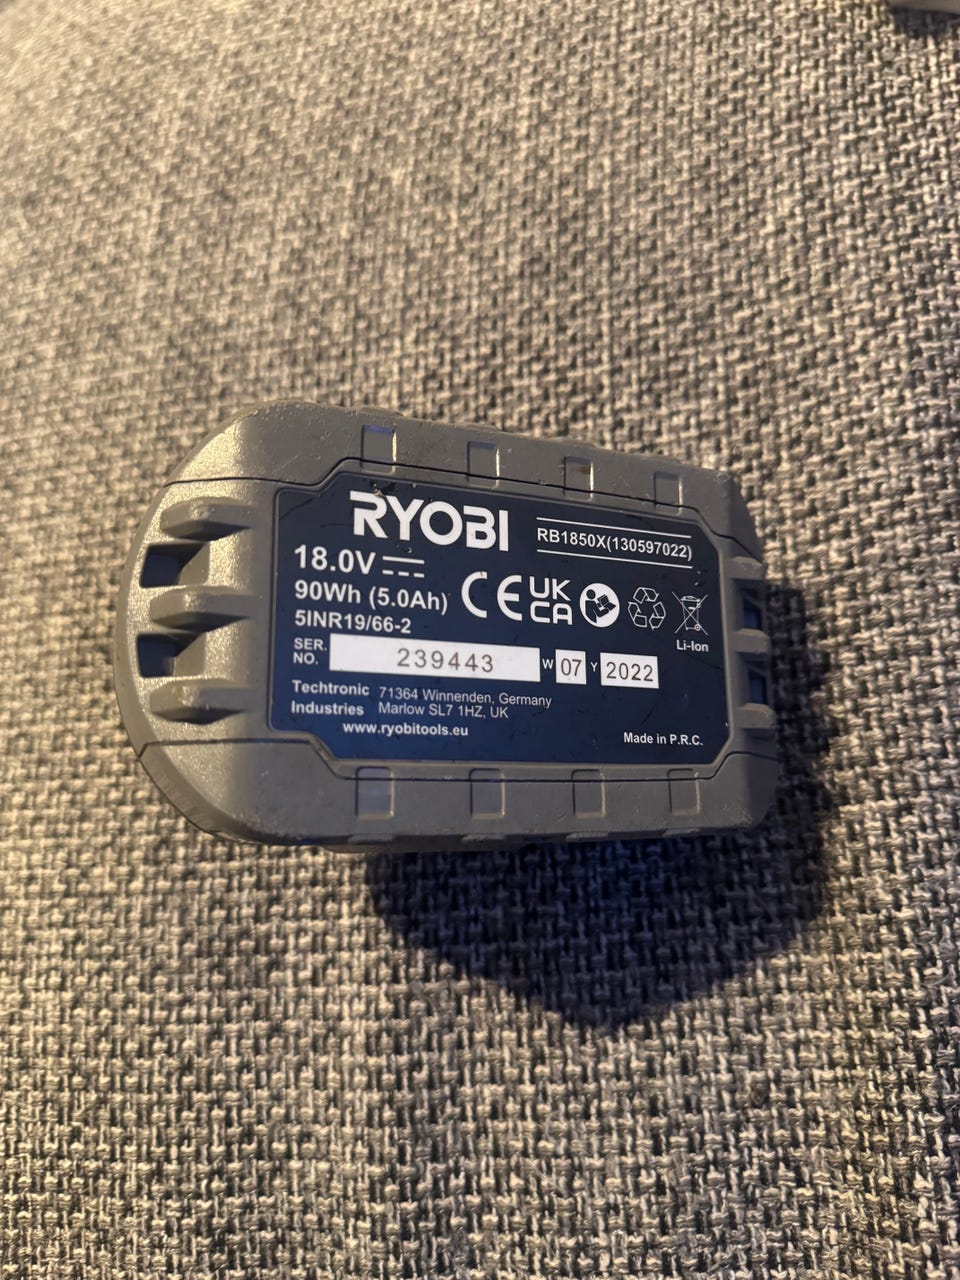 RYOBI
RB1850X(130597022)
18.0V
90Wh (5.0Ah)
5INR19/66-2
CE UK CA
Li-Ion
SER. NO. 239443 W 07 Y 2022
Techtronic Industries
71364 Winnenden, Germany
Marlow SL7 1HZ, UK
www.ryobitools.eu
Made in P.R.C.